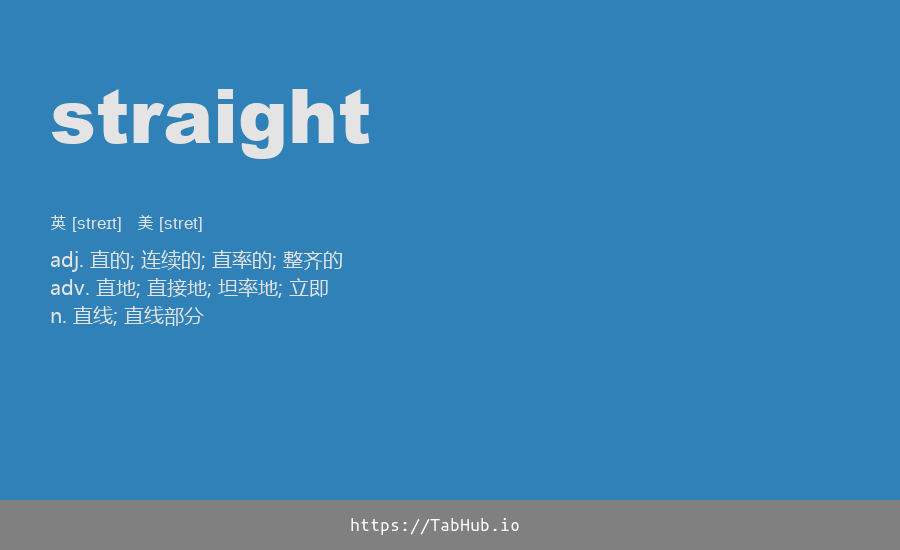 straight
英 [streɪt] 美 [stret]
adj. 直的; 连续的; 直率的; 整齐的
adv. 直地; 直接地; 坦率地; 立即
n. 直线; 直线部分
https://TabHub.io